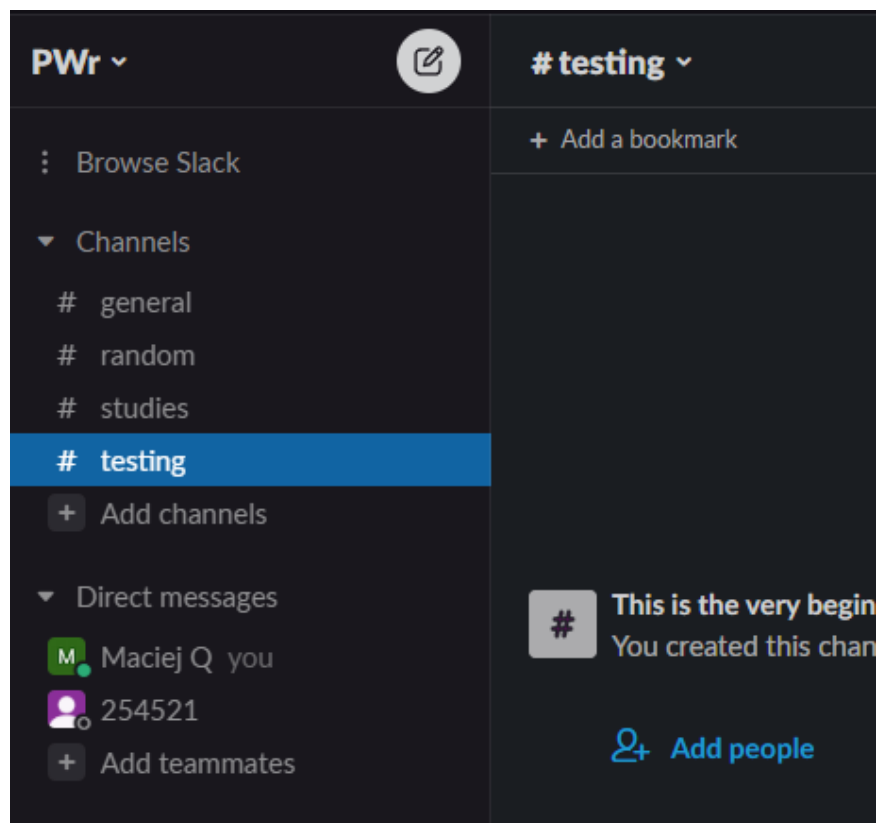 PWr
Browse Slack
Channels
# general
# random
# studies
# testing
+ Add channels
Direct messages
M Maciej Q you
254521
+ Add teammates
# testing
+ Add a bookmark
#
This is the very begin
You created this chan
Add people